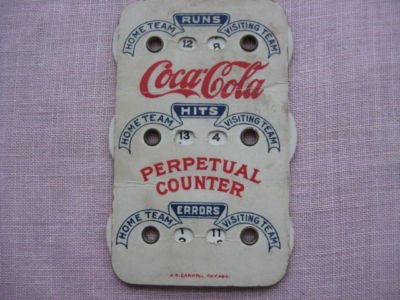 RUNS
HOME TEAM VISITING TEAM
12 8
Coca-Cola
HITS
HOME TEAM VISITING TEAM
13 4
PERPETUAL
COUNTER
ERRORS
HOME TEAM VISITING TEAM
1 11